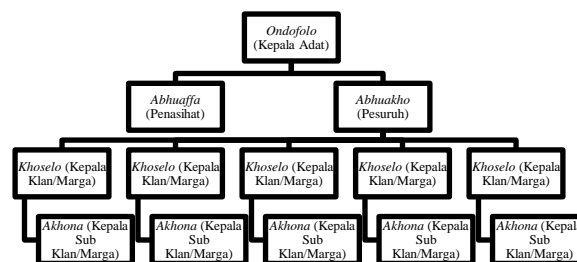 Ondofolo
(Kepala Adat)
Abhuaffa
(Penasihat)
Abhuakho
(Pesuruh)
Khoselo (Kepala
Klan/Marga)
Khoselo (Kepala
Klan/Marga)
Khoselo (Kepala
Klan/Marga)
Khoselo (Kepala
Klan/Marga)
Khoselo (Kepala
Klan/Marga)
Akhona (Kepala
Sub
Klan/Marga)
Akhona (Kepala
Sub
Klan/Marga)
Akhona (Kepala
Sub
Klan/Marga)
Akhona (Kepala
Sub
Klan/Marga)
Akhona (Kepala
Sub
Klan/Marga)